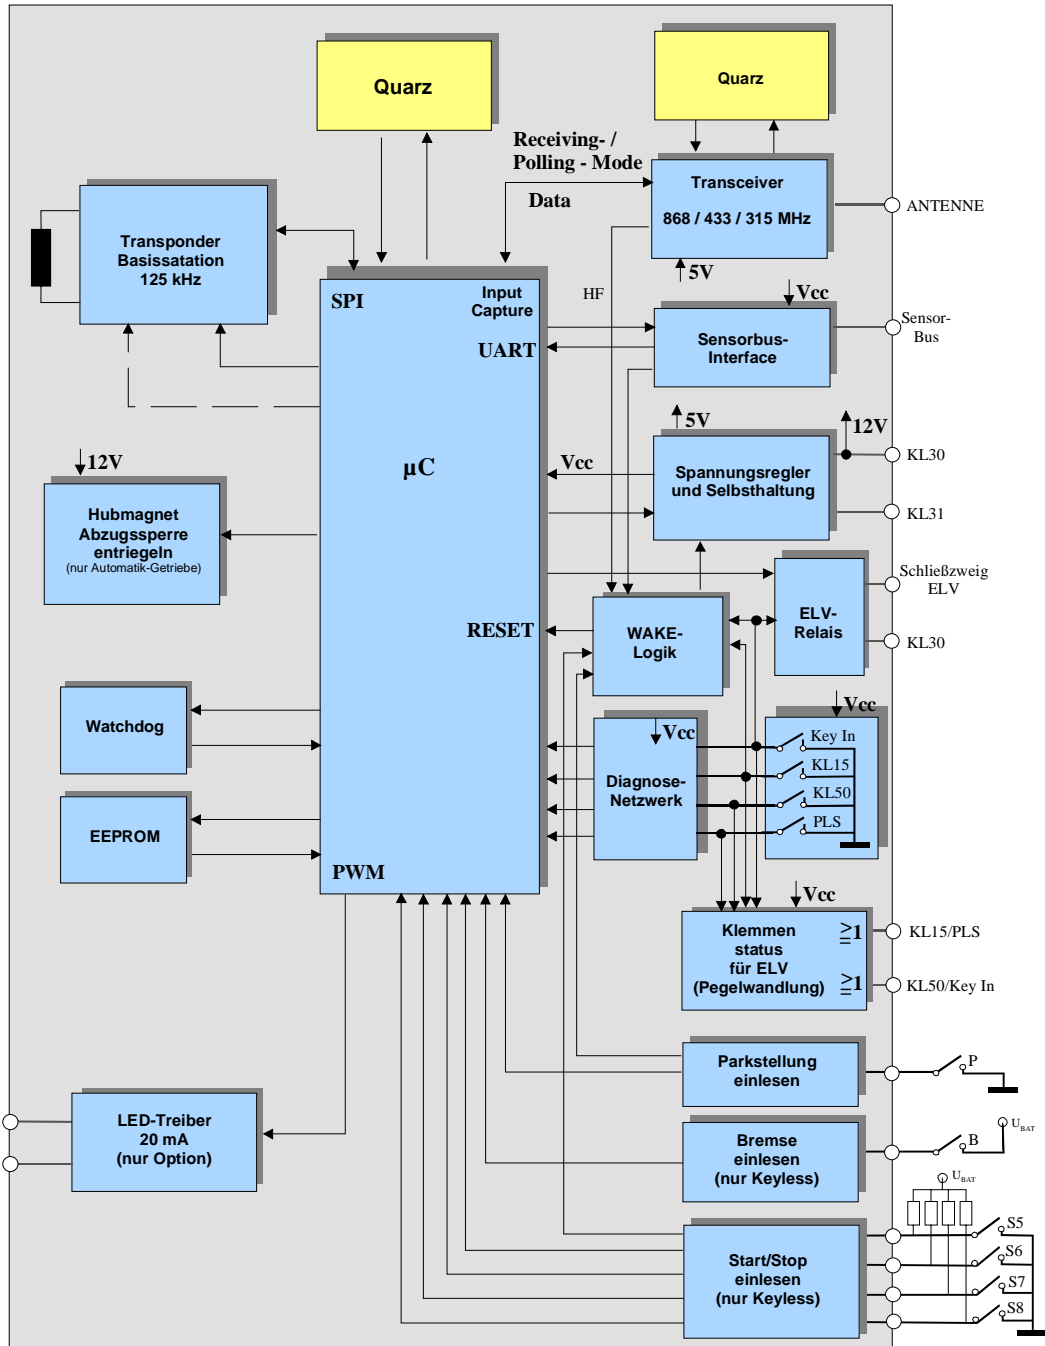 Quarz
Quarz
Receiving- /
Polling - Mode
Data
Transceiver
868 / 433 / 315 MHz
ANTENNE
5V
Transponder
Basissatation
125 kHz
SPI
Input
Capture
UART
HF
Vcc
Sensorbus-
Interface
Sensor-
Bus
5V
12V
Vcc
Spannungsregler
und Selbsthaltung
KL30
KL31
12V
Hubmagnet
Abzugssperre
entriegeln
(nur Automatik-Getriebe)
µC
RESET
WAKE-
Logik
ELV-
Relais
Schließzweig
ELV
KL30
Watchdog
EEPROM
PWM
Vcc
Diagnose-
Netzwerk
Vcc
Key In
KL15
KL50
PLS
Vcc
Klemmen
status
für ELV
(Pegelwandlung)
≥1
≥1
KL15/PLS
KL50/Key In
Parkstellung
einlesen
P
LED-Treiber
20 mA
(nur Option)
Bremse
einlesen
(nur Keyless)
B
UBAT
UBAT
Start/Stop
einlesen
(nur Keyless)
S5
S6
S7
S8